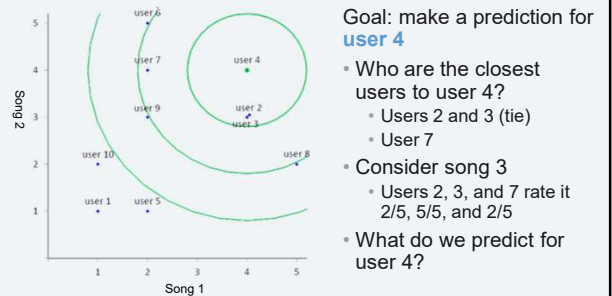 5
4
3
2
1
Song 2
user 6
user 7
user 4
user 9
user 2
user 3
user 10
user 8
user 1
user 5
1
2
3
4
5
Song 1
Goal: make a prediction for
user 4
• Who are the closest
users to user 4?
• Users 2 and 3 (tie)
• User 7
• Consider song 3
• Users 2, 3, and 7 rate it
2/5, 5/5, and 2/5
• What do we predict for
user 4?